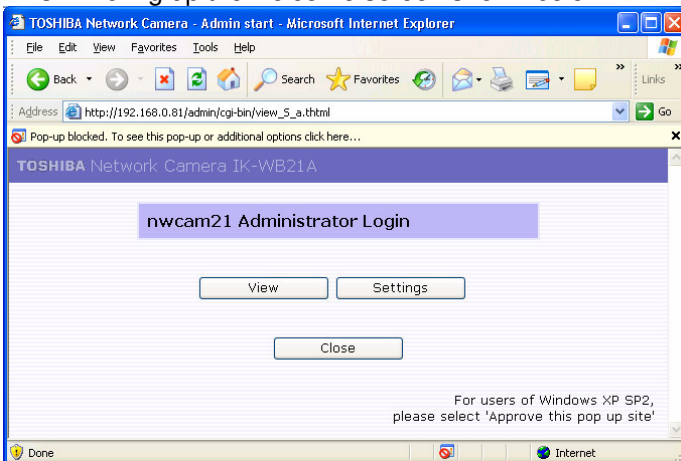 TOSHIBA Network Camera - Admin start - Microsoft Internet Explorer
File Edit View Favorites Tools Help
Back Search Favorites Links
Address http://192.168.0.81/admin/cgi-bin/view_S_a.thtml Go
Pop-up blocked. To see this pop-up or additional options click here...
TOSHIBA Network Camera IK-WB21A
nwcam21 Administrator Login
View Settings
Close
For users of Windows XP SP2,
please select 'Approve this pop up site'
Done Internet